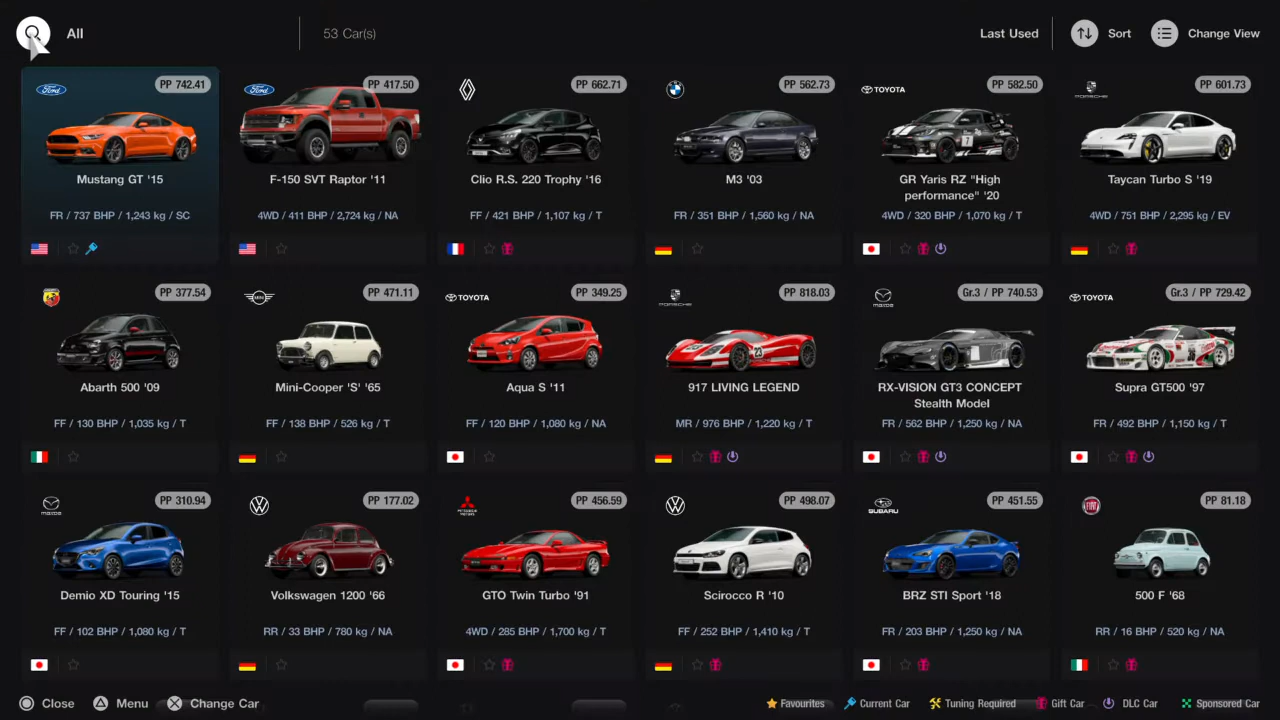 All
53 Car(s)
Last Used
Sort
Change View
Ford
PP 742.41
Mustang GT '15
FR / 737 BHP / 1,243 kg / SC
Ford
PP 417.50
F-150 SVT Raptor '11
4WD / 411 BHP / 2,724 kg / NA
PP 662.71
Clio R.S. 220 Trophy '16
FF / 421 BHP / 1,107 kg / T
PP 562.73
M3 '03
FR / 351 BHP / 1,560 kg / NA
TOYOTA
PP 582.50
GR Yaris RZ "High
performance" '20
4WD / 320 BHP / 1,070 kg / T
PORSCHE
PP 601.73
Taycan Turbo S '19
4WD / 751 BHP / 2,295 kg / EV
PP 377.54
Abarth 500 '09
FF / 130 BHP / 1,035 kg / T
MINI
PP 471.11
Mini-Cooper 'S' '65
FF / 138 BHP / 526 kg / T
TOYOTA
PP 349.25
Aqua S '11
FF / 120 BHP / 1,080 kg / NA
PORSCHE
PP 818.03
23
917 LIVING LEGEND
MR / 976 BHP / 1,220 kg / T
mazda
Gr.3 / PP 740.53
RX-VISION GT3 CONCEPT
Stealth Model
FR / 562 BHP / 1,250 kg / NA
TOYOTA
Gr.3 / PP 729.42
Supra GT500 '97
FR / 492 BHP / 1,150 kg / T
mazda
PP 310.94
Demio XD Touring '15
FF / 102 BHP / 1,080 kg / T
PP 177.02
Volkswagen 1200 '66
RR / 33 BHP / 780 kg / NA
MITSUBISHI
MOTORS
PP 456.59
GTO Twin Turbo '91
4WD / 285 BHP / 1,700 kg / T
PP 498.07
Scirocco R '10
FF / 252 BHP / 1,410 kg / T
SUBARU
PP 451.55
BRZ STI Sport '18
FR / 203 BHP / 1,250 kg / NA
FIAT
PP 81.18
500 F '68
RR / 16 BHP / 520 kg / NA
Close
Menu
Change Car
Favourites
Current Car
Tuning Required
Gift Car
DLC Car
Sponsored Car